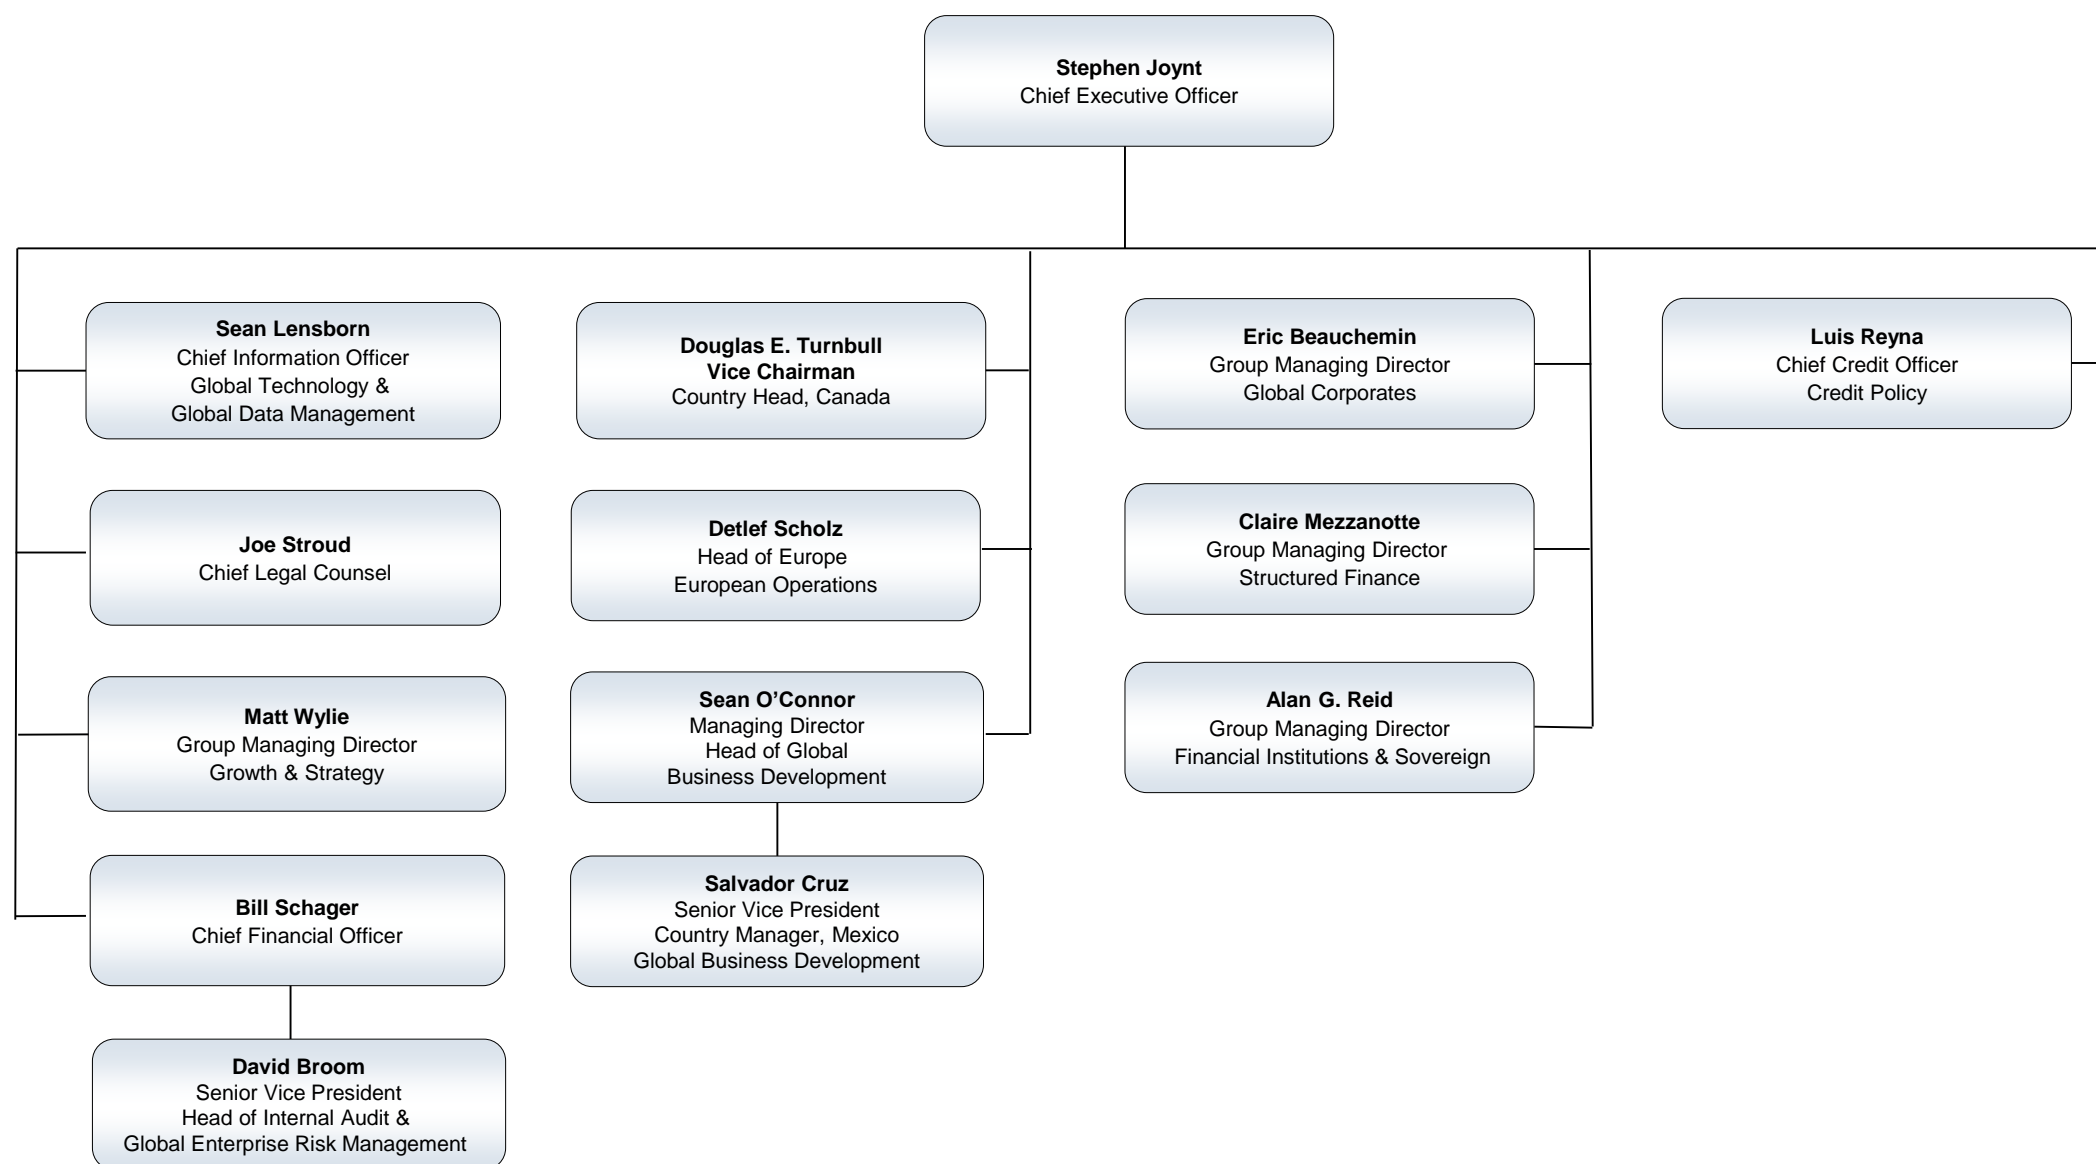 Stephen Joynt
Chief Executive Officer
Sean Lensborn
Chief Information Officer
Global Technology &
Global Data Management
Joe Stroud
Chief Legal Counsel
Matt Wylie
Group Managing Director
Growth & Strategy
Bill Schager
Chief Financial Officer
David Broom
Senior Vice President
Head of Internal Audit &
Global Enterprise Risk Management
Douglas E. Turnbull
Vice Chairman
Country Head, Canada
Detlef Scholz
Head of Europe
European Operations
Sean O’Connor
Managing Director
Head of Global
Business Development
Salvador Cruz
Senior Vice President
Country Manager, Mexico
Global Business Development
Eric Beauchemin
Group Managing Director
Global Corporates
Claire Mezzanotte
Group Managing Director
Structured Finance
Alan G. Reid
Group Managing Director
Financial Institutions & Sovereign
Luis Reyna
Chief Credit Officer
Credit Policy